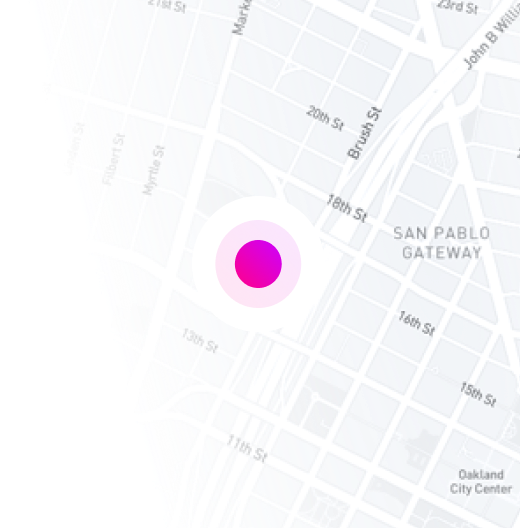 21st St
23rd St
John B Willi
20th St
Brush St
Filbert St
Myrtle St
18th St
SAN PABLO
GATEWAY
16th St
13th St
15th St
11th St
Oakland
City Center